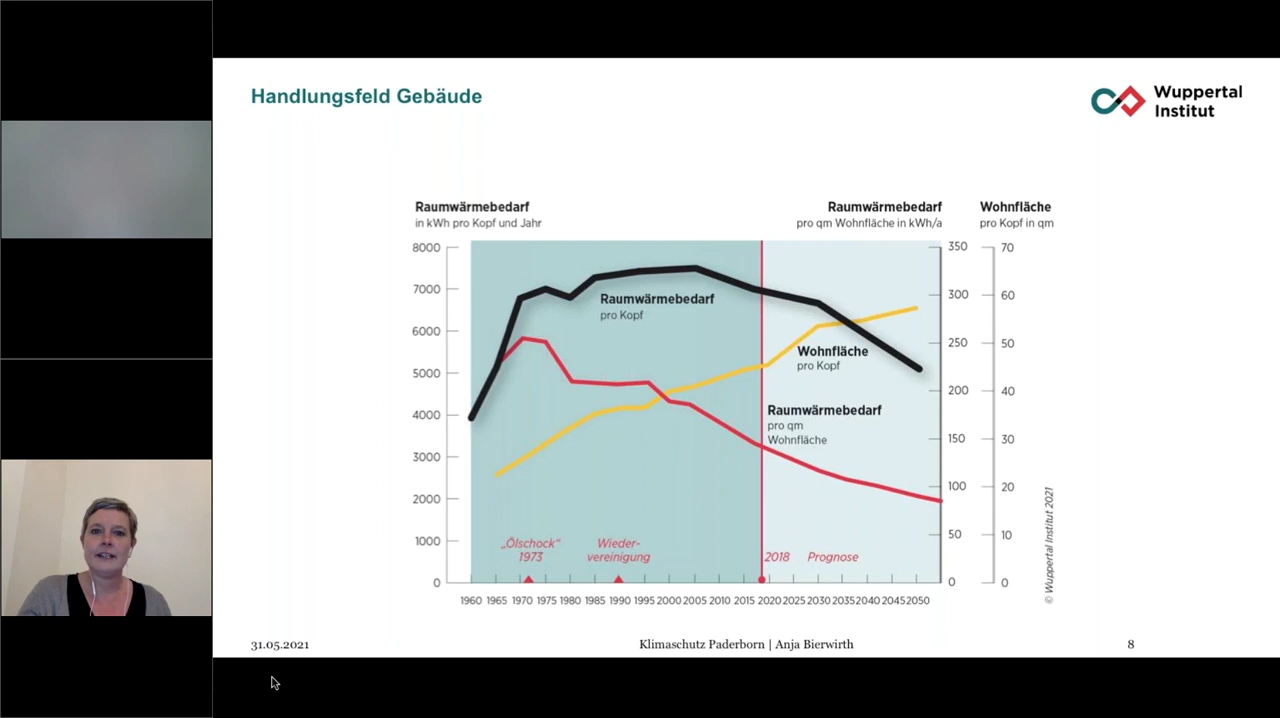 Handlungsfeld Gebäude
Wuppertal
Institut
Raumwärmebedarf
in kWh pro Kopf und Jahr
Raumwärmebedarf
pro qm Wohnfläche in kWh/a
Wohnfläche
pro Kopf in qm
8000
7000
6000
5000
4000
3000
2000
1000
0
350
300
250
200
150
100
50
0
70
60
50
40
30
20
10
0
Raumwärmebedarf
pro Kopf
Wohnfläche
pro Kopf
Raumwärmebedarf
pro qm
Wohnfläche
„Ölschock“
1973
Wieder-
vereinigung
2018 Prognose
1960 1965 1970 1975 1980 1985 1990 1995 2000 2005 2010 2015 2020 2025 2030 2035 2040 2045 2050
© Wuppertal Institut 2021
31.05.2021
Klimaschutz Paderborn | Anja Bierwirth
8